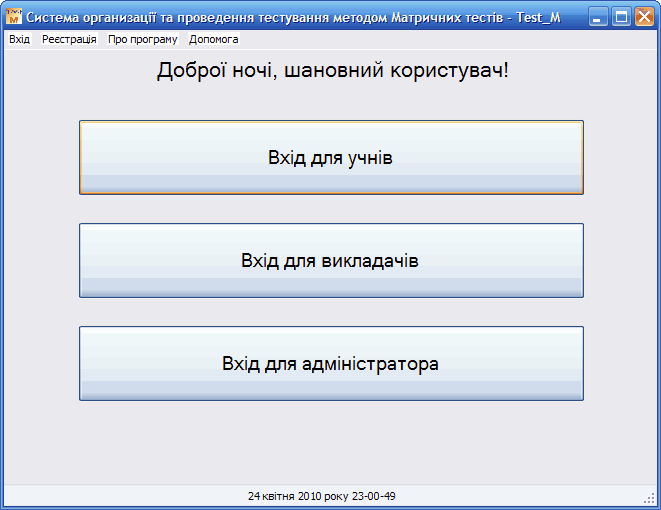 Система организації та проведення тестування методом Матричних тестів - Test_M
Вхід Реєстрація Про програму Допомога
Доброї ночі, шановний користувач!
Вхід для учнів
Вхід для викладачів
Вхід для адміністратора
24 квітня 2010 року 23-00-49